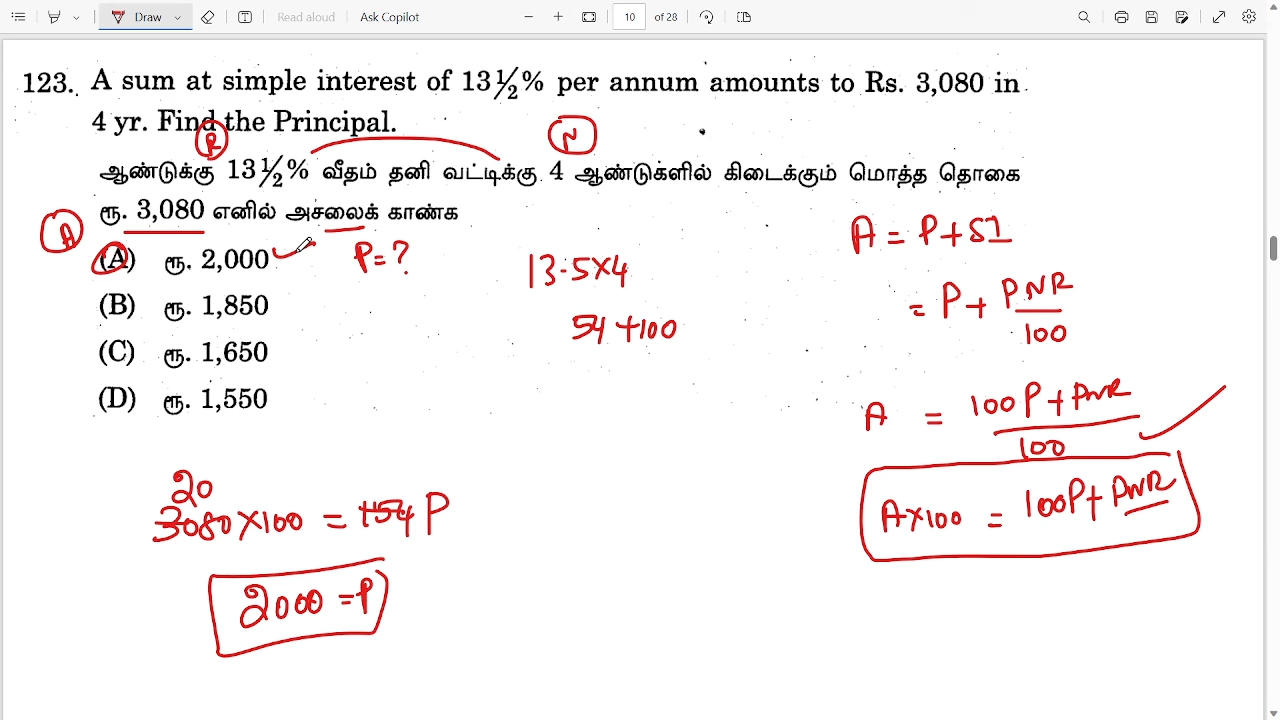 Draw
Read aloud
Ask Copilot
10 of 28
123. A sum at simple interest of 13½% per annum amounts to Rs. 3,080 in
4 yr. Find the Principal.
R
N
ஆண்டுக்கு 13½% வீதம் தனி வட்டிக்கு 4 ஆண்டுகளில் கிடைக்கும் மொத்த தொகை
ரூ. 3,080 எனில் அசலைக் காண்க
A
(A) ரூ. 2,000
P=?
(B) ரூ. 1,850
(C) ரூ. 1,650
(D) ரூ. 1,550
13.5×4
54+100
A = P+SI
= P+ PNR
100
A = 100P+PNR
100
A×100 = 100P+PNR
20
3080×100 = 154 P
2000 =P